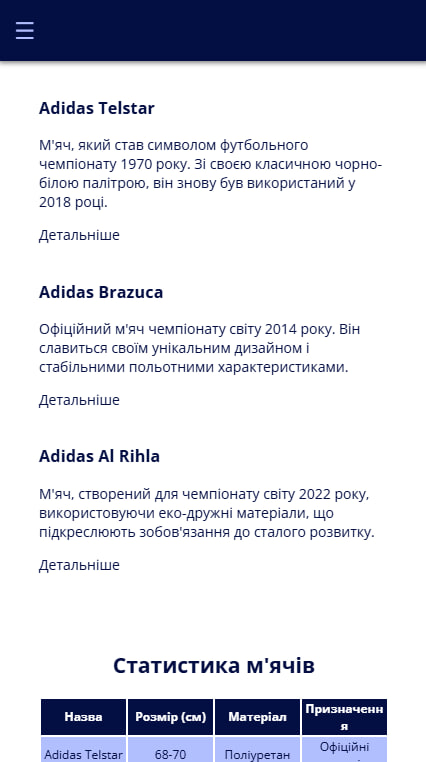 Adidas Telstar
М'яч, який став символом футбольного
чемпіонату 1970 року. Зі своєю класичною чорно-
білою палітрою, він знову був використаний у
2018 році.
Детальніше
Adidas Brazuca
Офіційний м'яч чемпіонату світу 2014 року. Він
славиться своїм унікальним дизайном і
стабільними польотними характеристиками.
Детальніше
Adidas Al Rihla
М'яч, створений для чемпіонату світу 2022 року,
використовуючи еко-дружні матеріали, що
підкреслюють зобов'язання до сталого розвитку.
Детальніше
Статистика м'ячів
Назва Розмір (см) Матеріал Призначенн
я
Adidas Telstar 68-70 Поліуретан Офіційні